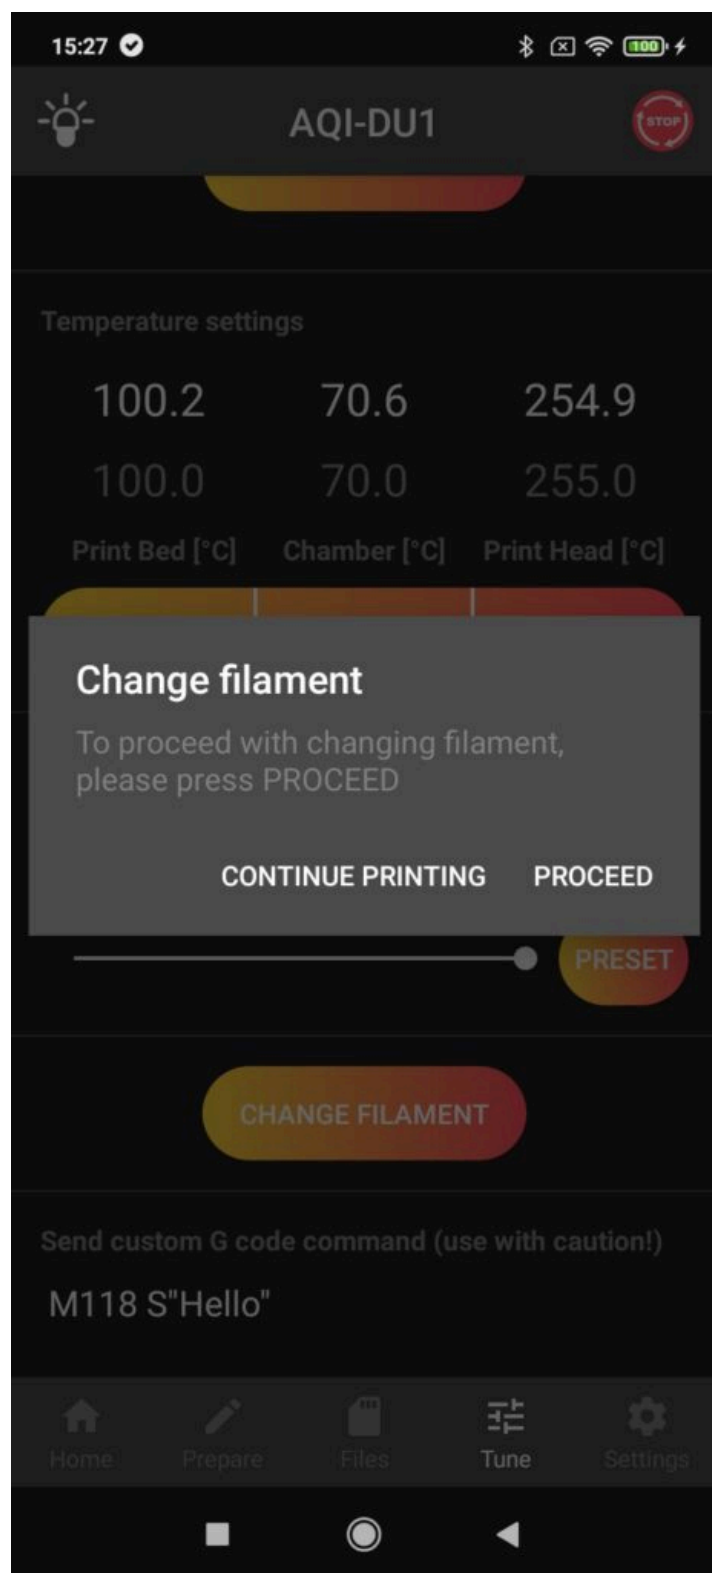 15:27
100
AQI-DU1
STOP
Temperature settings
100.2 70.6 254.9
100.0 70.0 255.0
Print Bed [°C] Chamber [°C] Print Head [°C]
Change filament
To proceed with changing filament,
please press PROCEED
CONTINUE PRINTING PROCEED
PRESET
CHANGE FILAMENT
Send custom G code command (use with caution!)
M118 S"Hello"
Home Prepare Files Tune Settings